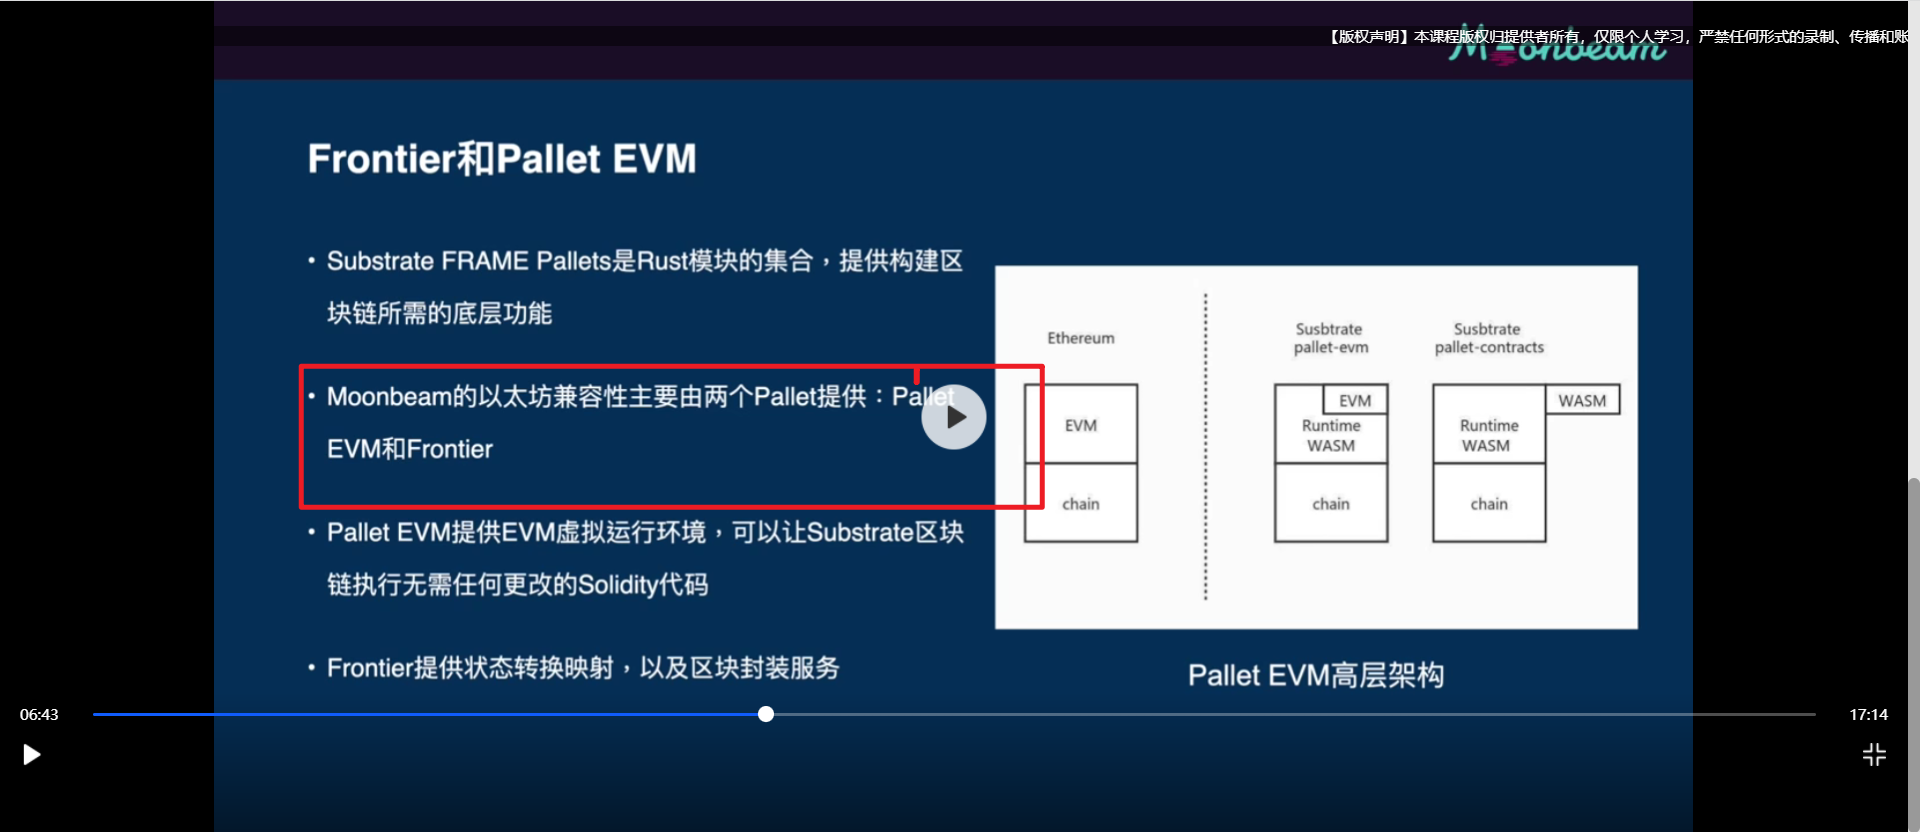 【版权声明】本课程版权归提供者所有，仅限个人学习，严禁任何形式的录制、传播和账
Moonbeam
Frontier和Pallet EVM
• Substrate FRAME Pallets是Rust模块的集合，提供构建区
块链所需的底层功能
• Moonbeam的以太坊兼容性主要由两个Pallet提供：Pallet
EVM和Frontier
• Pallet EVM提供EVM虚拟运行环境，可以让Substrate区块
链执行无需任何更改的Solidity代码
• Frontier提供状态转换映射，以及区块封装服务
Ethereum
EVM
chain
Susbtrate
pallet-evm
EVM
Runtime
WASM
chain
Susbtrate
pallet-contracts
WASM
Runtime
WASM
chain
Pallet EVM高层架构
06:43
17:14